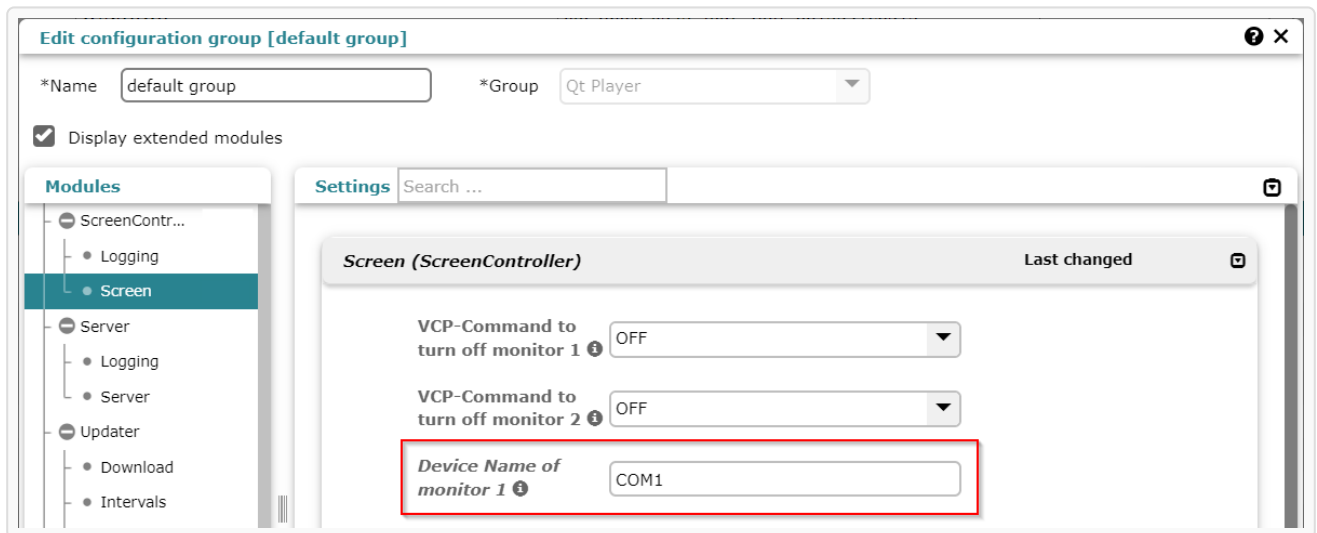 Edit configuration group [default group]
*Name default group *Group Qt Player
Display extended modules
Modules
Settings Search ...
ScreenContr...
Logging
Screen
Server
Logging
Server
Updater
Download
Intervals
Screen (ScreenController) Last changed
VCP-Command to
turn off monitor 1 OFF
VCP-Command to
turn off monitor 2 OFF
Device Name of
monitor 1 COM1